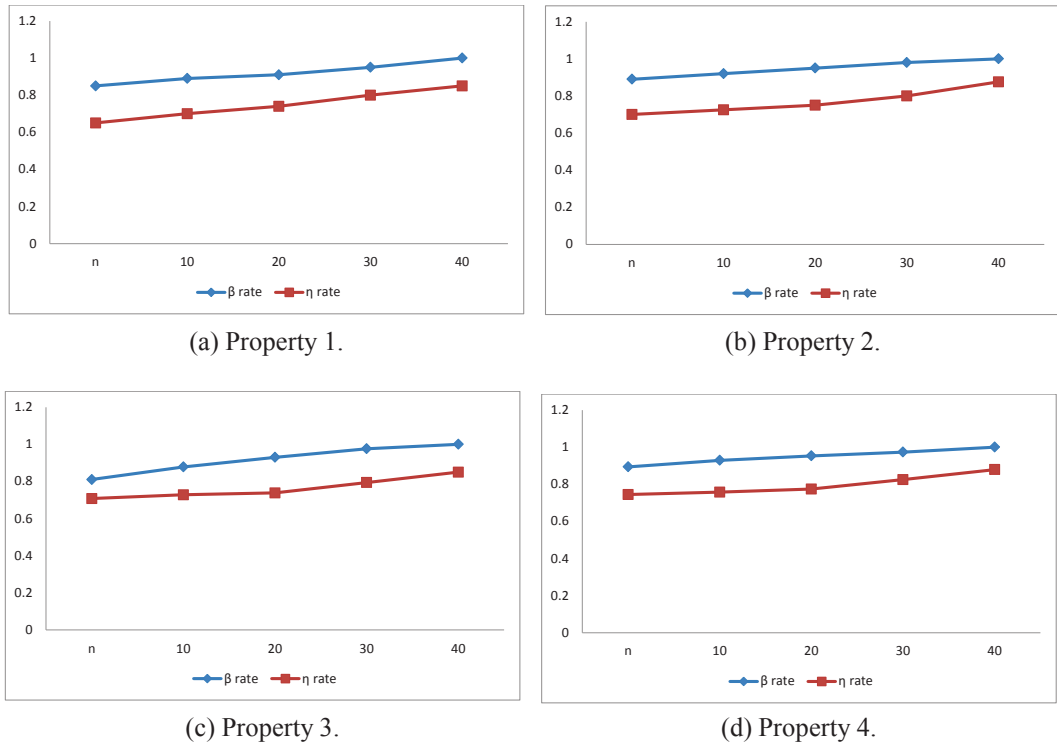 1.2
1
0.8
0.6
0.4
0.2
0
n 10 20 30 40
β rate η rate
(a) Property 1.
1.2
1
0.8
0.6
0.4
0.2
0
n 10 20 30 40
β rate η rate
(b) Property 2.
1.2
1
0.8
0.6
0.4
0.2
0
n 10 20 30 40
β rate η rate
(c) Property 3.
1.2
1
0.8
0.6
0.4
0.2
0
n 10 20 30 40
β rate η rate
(d) Property 4.